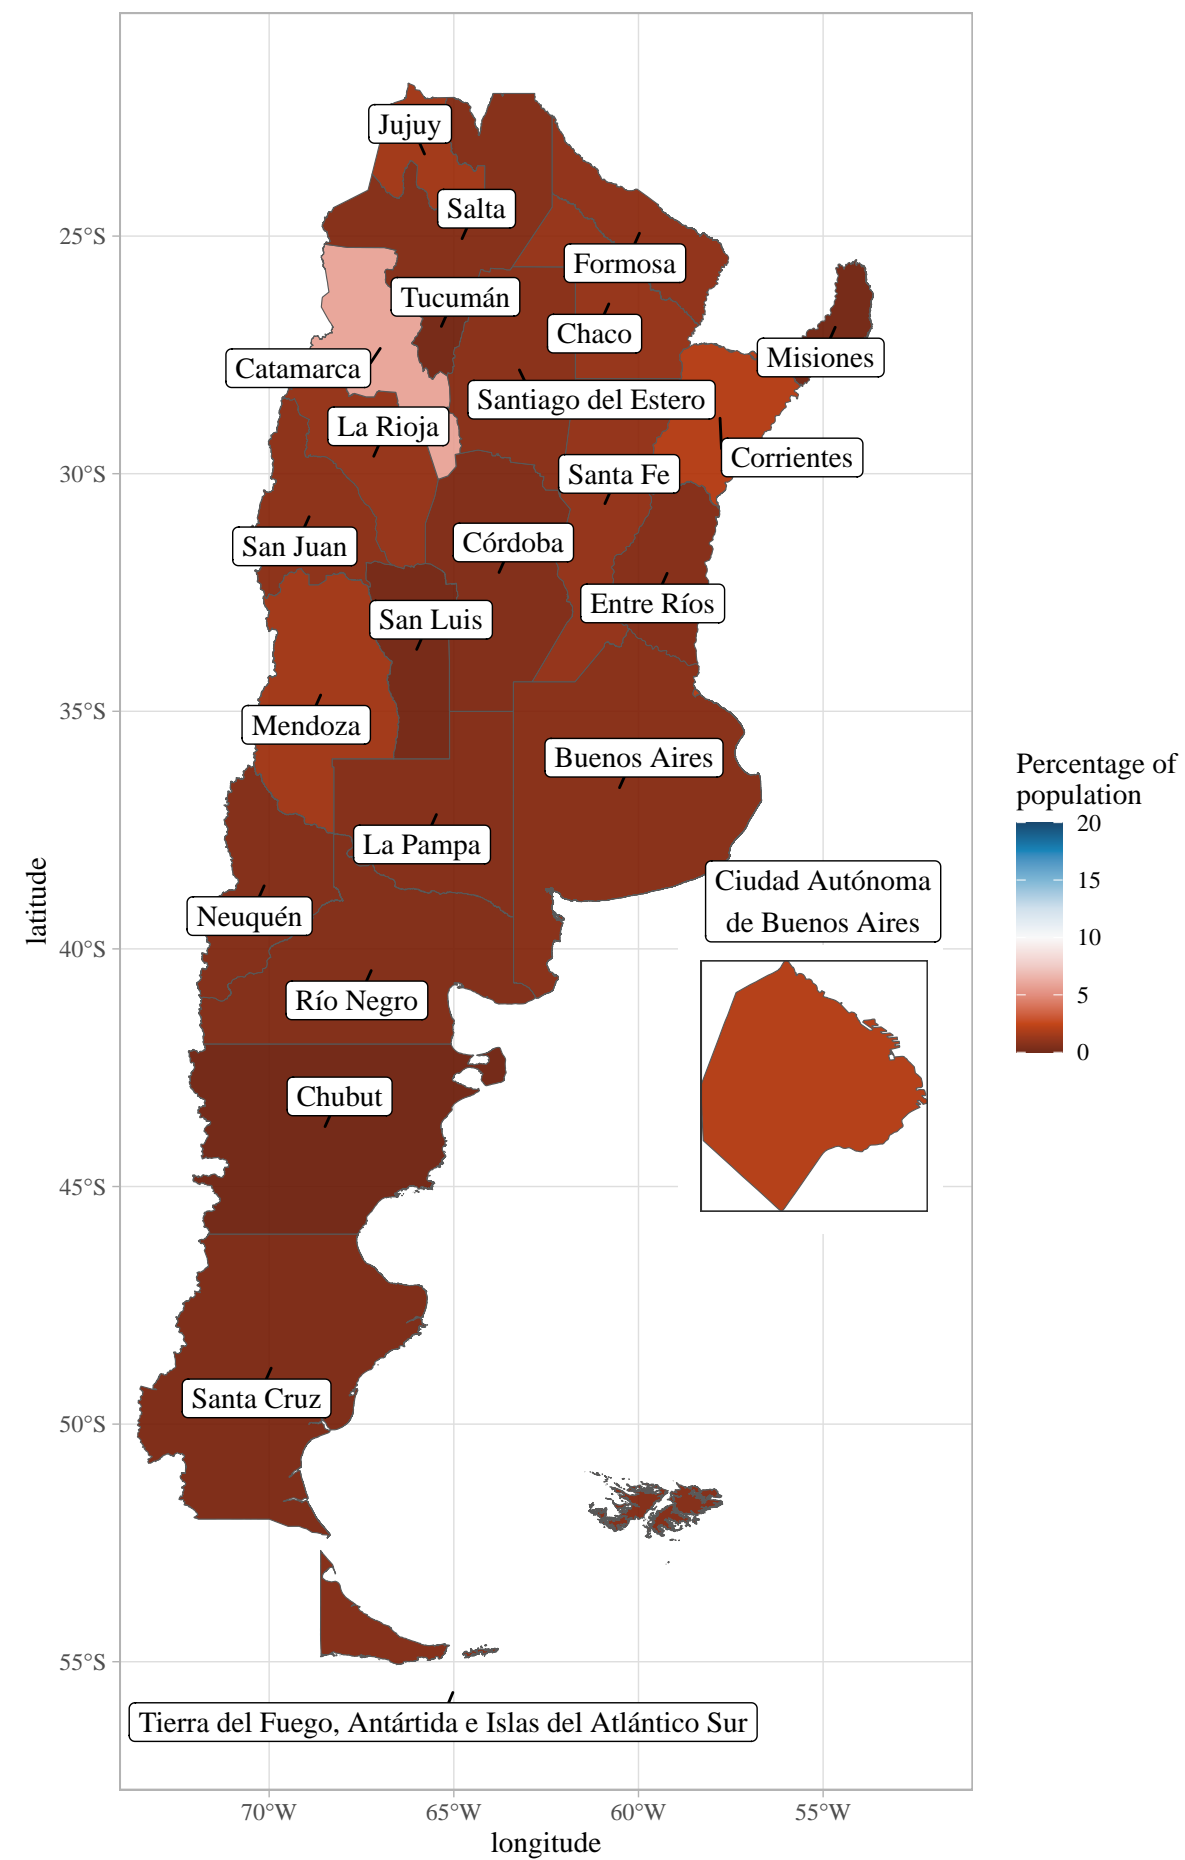 Jujuy
Salta
25°S
Formosa
Tucumán
Chaco
Misiones
Catamarca
Santiago del Estero
La Rioja
Corrientes
30°S
Santa Fe
San Juan
Córdoba
Entre Ríos
San Luis
35°S
Mendoza
Buenos Aires
Percentage of
population
20
15
10
5
0
La Pampa
Ciudad Autónoma
de Buenos Aires
Neuquén
latitude
40°S
Río Negro
Chubut
45°S
Santa Cruz
50°S
55°S
Tierra del Fuego, Antártida e Islas del Atlántico Sur
70°W
65°W
60°W
55°W
longitude